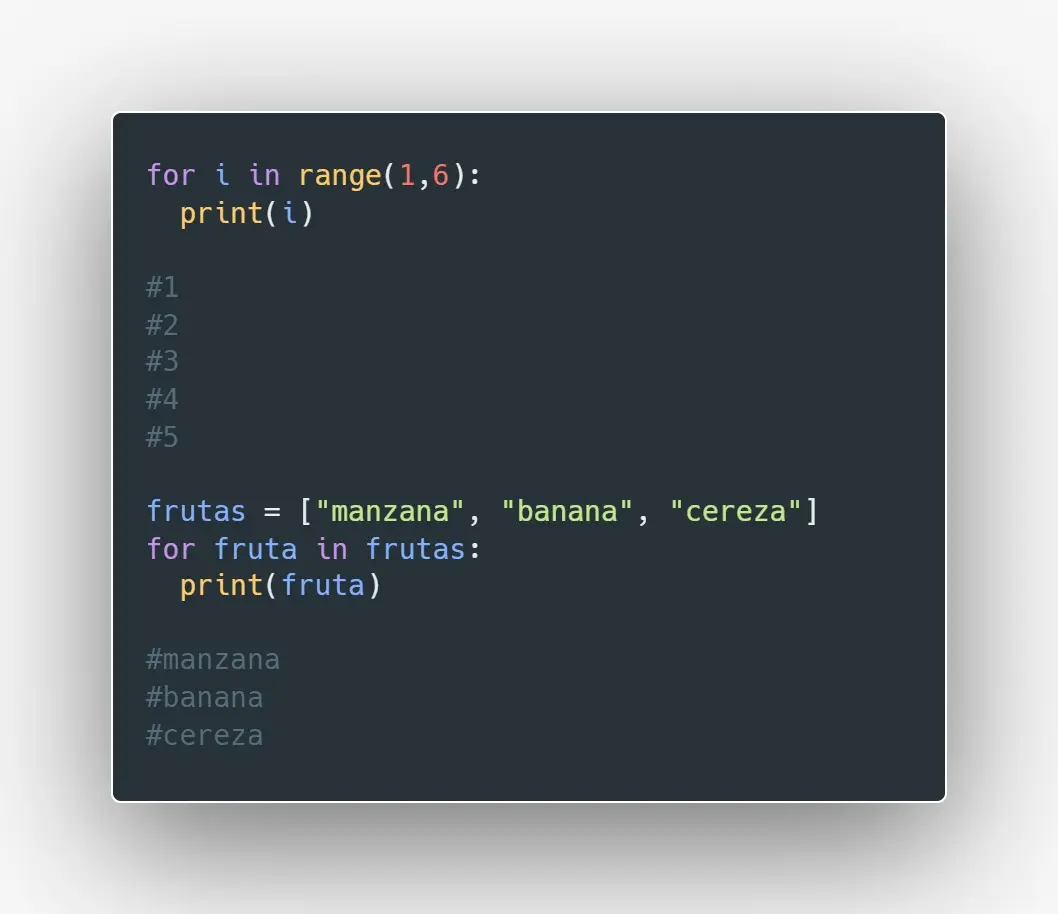 for i in range(1,6):
  print(i)

#1
#2
#3
#4
#5

frutas = ["manzana", "banana", "cereza"]
for fruta in frutas:
  print(fruta)

#manzana
#banana
#cereza